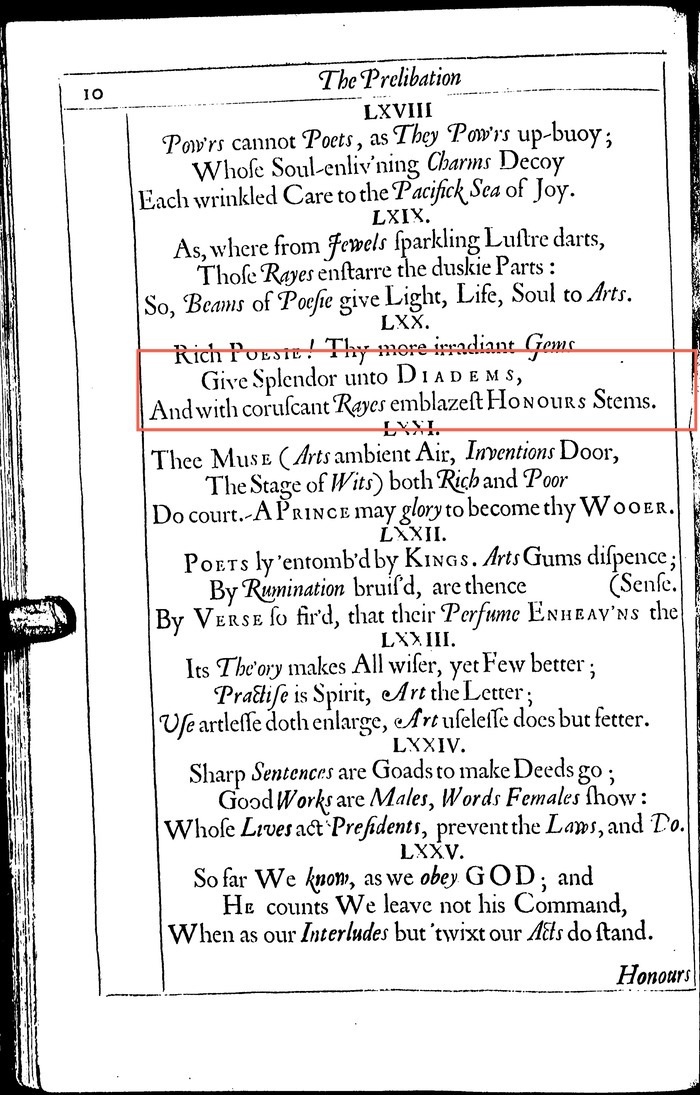 10
The Prelibation
LXVIII
Pow'rs cannot Poets, as They Pow'rs up-buoy;
Whoſe Soul-enliv'ning Charms Decoy
Each wrinkled Care to the Pacifick Sea of Joy.
LXIX.
As, where from Jewels ſparkling Luſtre darts,
Thoſe Rayes enſtarre the duskie Parts:
So, Beams of Poeſie give Light, Life, Soul to Arts.
LXX.
Rich POESIE! Thy more irradiant Gems
Give Splendor unto DIADEMS,
And with coruſcant Rayes emblazeſt HONOURS Stems.
LXXI.
Thee MUSE (Arts ambient Air, Inventions Door,
The Stage of Wits) both Rich and Poor
Do court.-A PRINCE may glory to become thy WOOER.
LXXII.
POETS ly 'entomb'd by KINGS. Arts Gums diſpence;
By Rumination bruiſ'd, are thence (Senſe.
By VERSE ſo fir'd, that their Perfume ENHEAV'NS the
LXXIII.
Its The'ory makes All wiſer, yet Few better;
Practiſe is Spirit, Art the Letter;
Uſe artleſſe doth enlarge, Art uſeleſſe does but fetter.
LXXIV.
Sharp Sentences are Goads to make Deeds go;
Good Works are Males, Words Females ſhow:
Whoſe Lives act Preſidents, prevent the Laws, and Do.
LXXV.
So far We know, as we obey GOD; and
HE counts We leave not his Command,
When as our Interludes but 'twixt our Acts do ſtand.
Honours